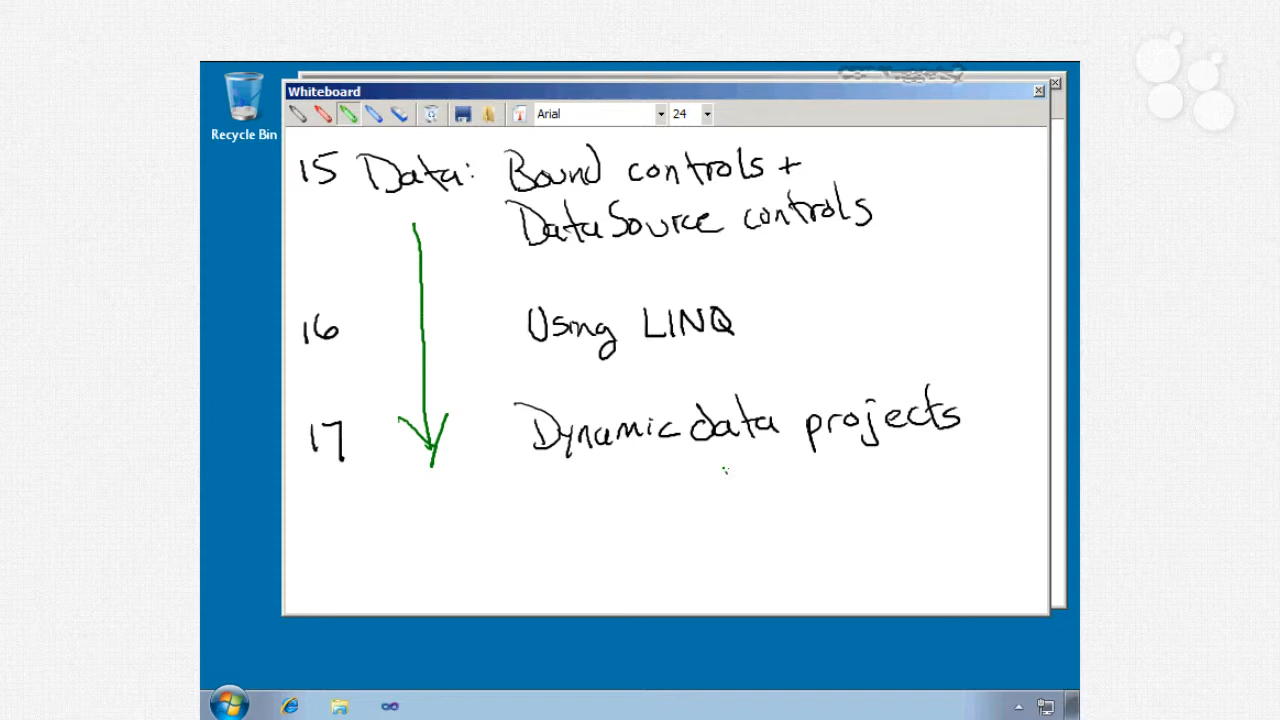 Recycle Bin
Whiteboard
Arial
24
15 Data: Bound controls +
DataSource controls
16 Using LINQ
17 Dynamic data projects